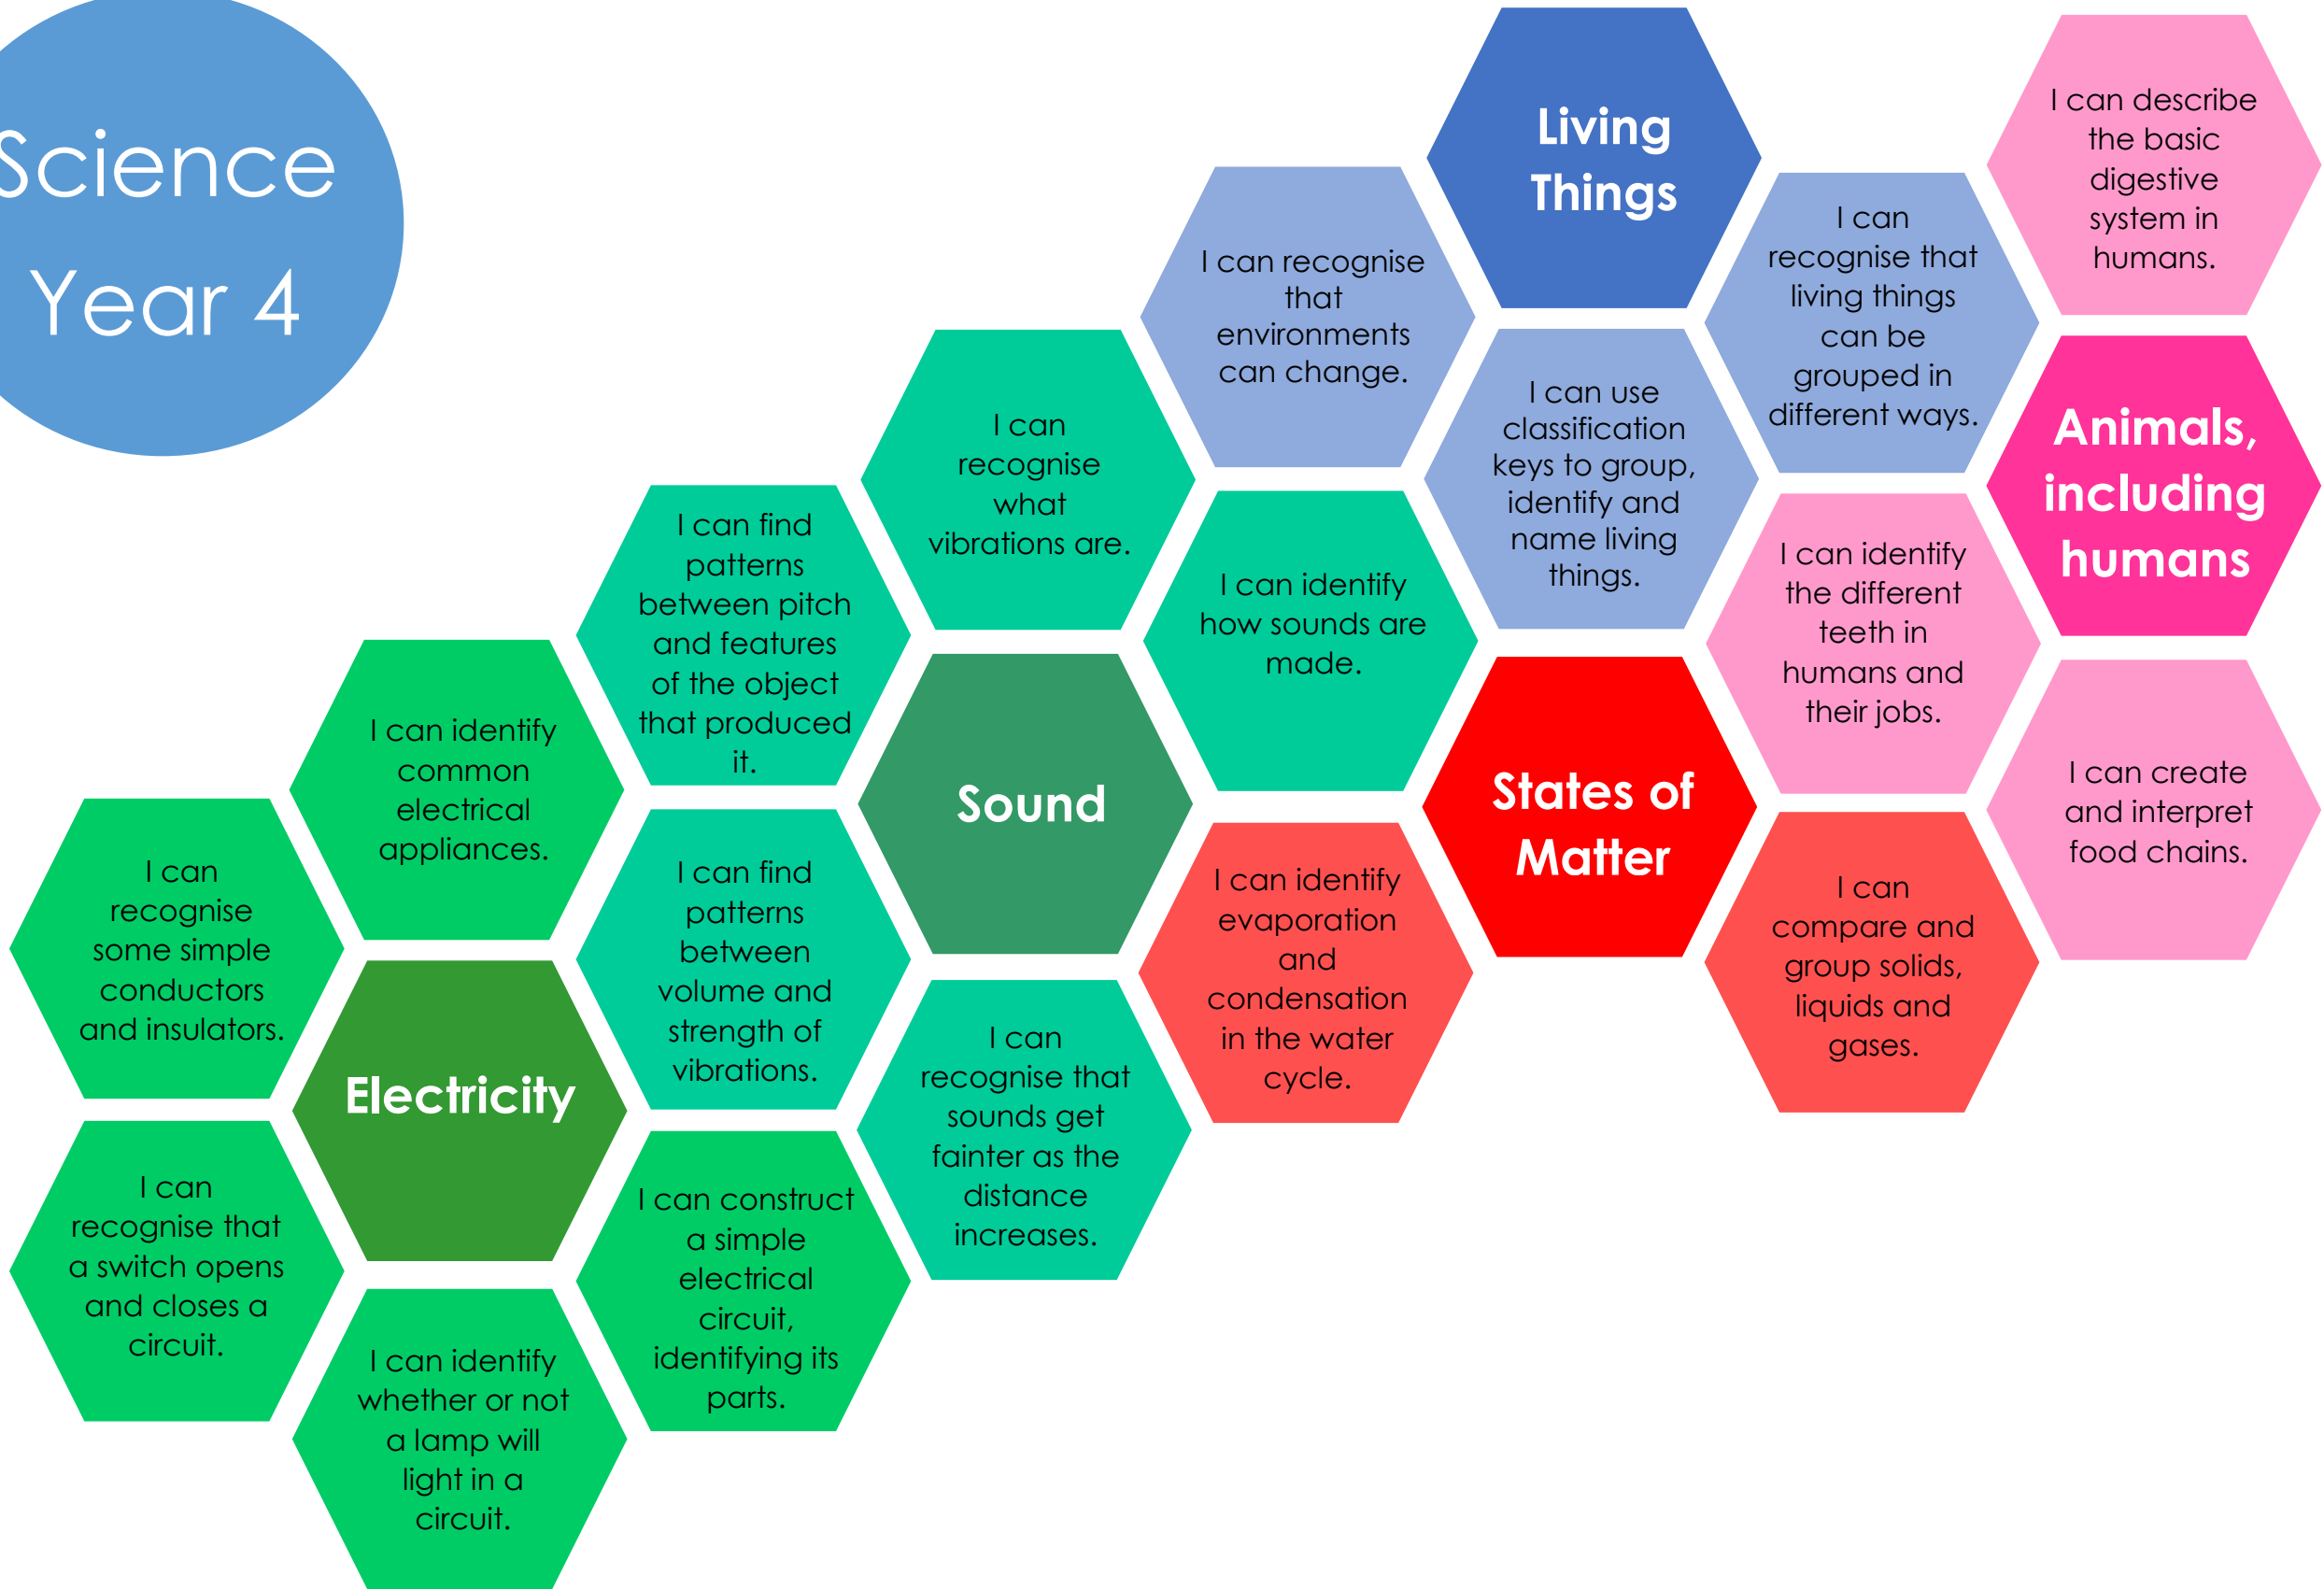 Science
Year 4
Living
Things
I can recognise
that
environments
can change.
I can use
classification
keys to group,
identify and
name living
things.
I can
recognise that
living things
can be
grouped in
different ways.
I can describe
the basic
digestive
system in
humans.
Animals,
including
humans
I can identify
the different
teeth in
humans and
their jobs.
I can create
and interpret
food chains.
States of
Matter
I can identify
evaporation
and
condensation
in the water
cycle.
I can
compare and
group solids,
liquids and
gases.
I can
recognise
what
vibrations are.
I can identify
how sounds are
made.
I can find
patterns
between pitch
and features
of the object
that produced
it.
Sound
I can find
patterns
between
volume and
strength of
vibrations.
I can
recognise that
sounds get
fainter as the
distance
increases.
I can identify
common
electrical
appliances.
I can
recognise
some simple
conductors
and insulators.
Electricity
I can
recognise that
a switch opens
and closes a
circuit.
I can construct
a simple
electrical
circuit,
identifying its
parts.
I can identify
whether or not
a lamp will
light in a
circuit.